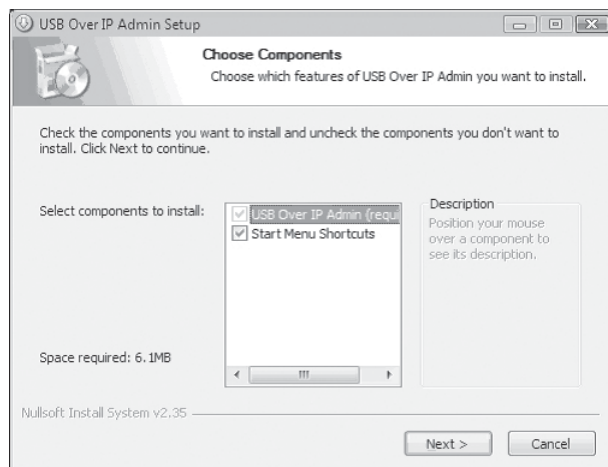 USB Over IP Admin Setup
Choose Components
Choose which features of USB Over IP Admin you want to install.
Check the components you want to install and uncheck the components you don't want to
install. Click Next to continue.
Select components to install:
USB Over IP Admin (requi
Start Menu Shortcuts
Description
Position your mouse
over a component to
see its description.
Space required: 6.1MB
Nullsoft Install System v2.35
Next >
Cancel